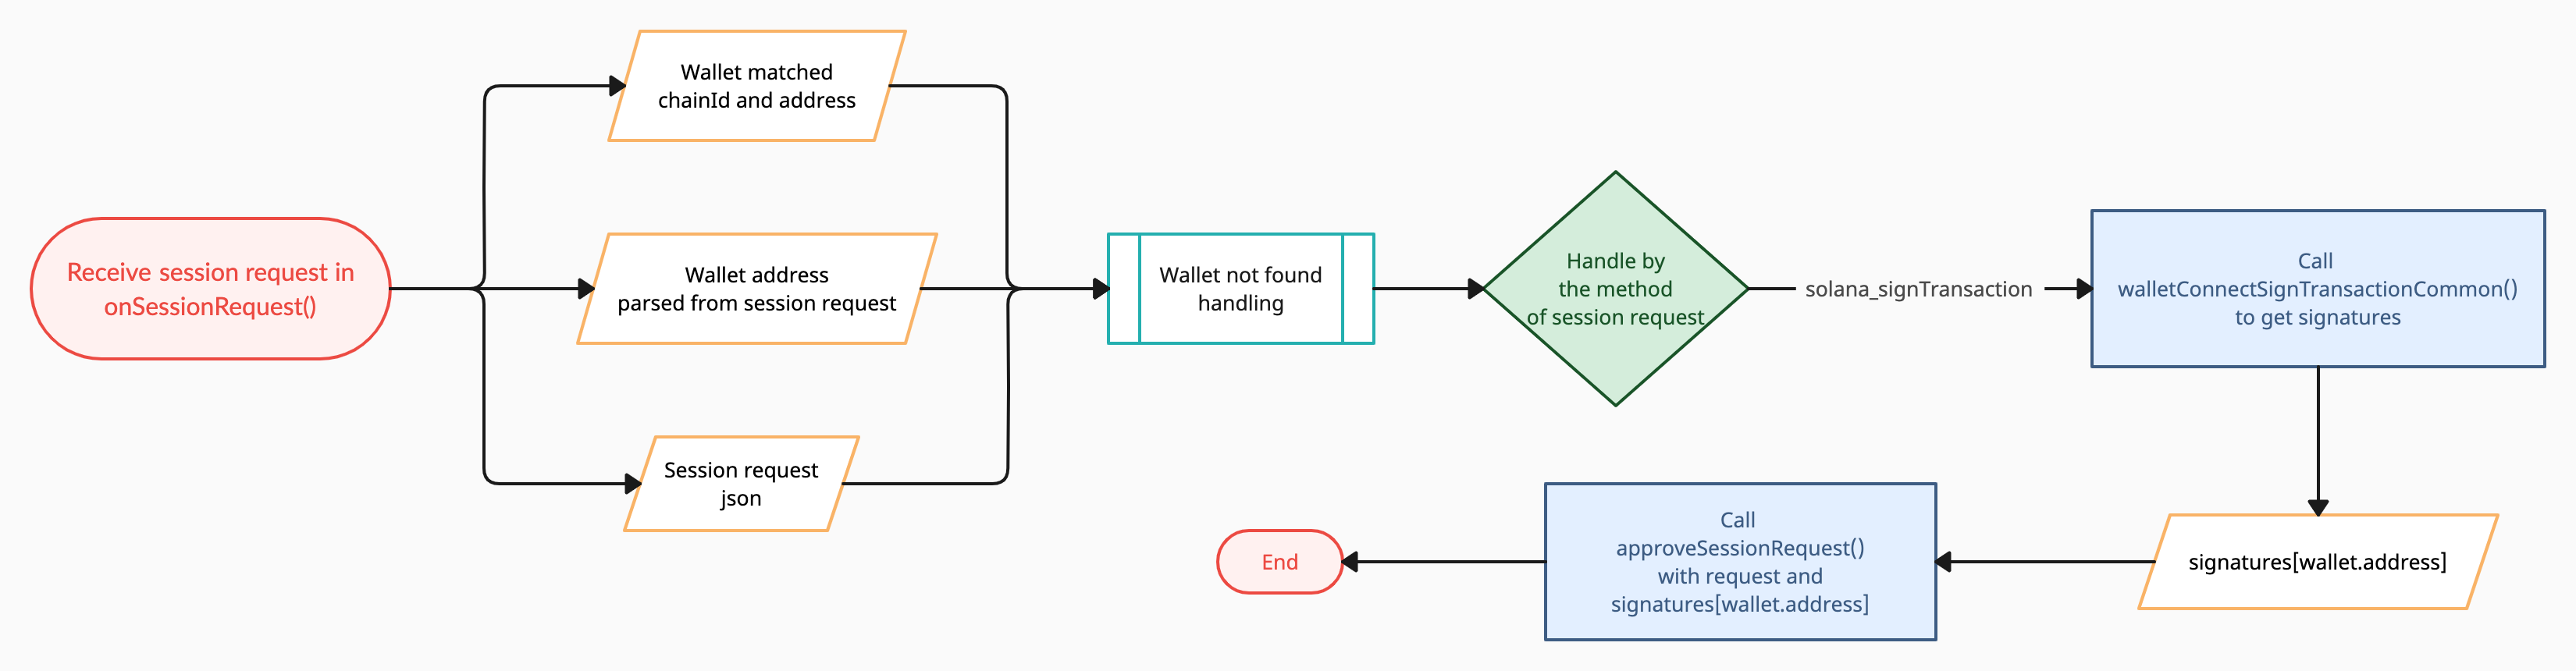 Receive session request in
onSessionRequest()
Wallet matched
chainId and address
Wallet address
parsed from session request
Session request
json
Wallet not found
handling
Handle by
the method
of session request
solana_signTransaction
Call
walletConnectSignTransactionCommon()
to get signatures
signatures[wallet.address]
Call
approveSessionRequest()
with request and
signatures[wallet.address]
End